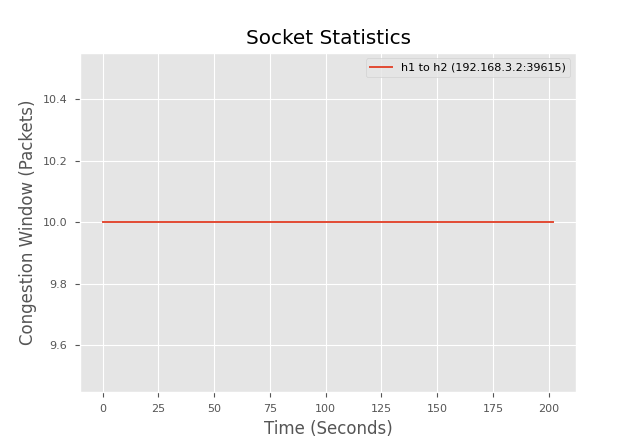 Socket Statistics
h1 to h2 (192.168.3.2:39615)
Congestion Window (Packets)
10.4
10.2
10.0
9.8
9.6
0 25 50 75 100 125 150 175 200
Time (Seconds)